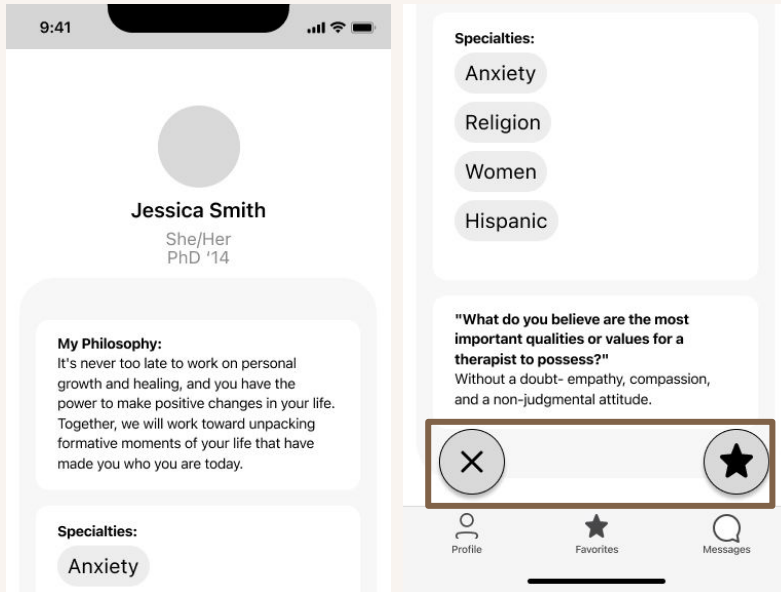 9:41
Jessica Smith
She/Her
PhD ‘14
My Philosophy:
It's never too late to work on personal
growth and healing, and you have the
power to make positive changes in your life.
Together, we will work toward unpacking
formative moments of your life that have
made you who you are today.
Specialties:
Anxiety
Specialties:
Anxiety
Religion
Women
Hispanic
"What do you believe are the most
important qualities or values for a
therapist to possess?"
Without a doubt- empathy, compassion,
and a non-judgmental attitude.
Profile
Favorites
Messages